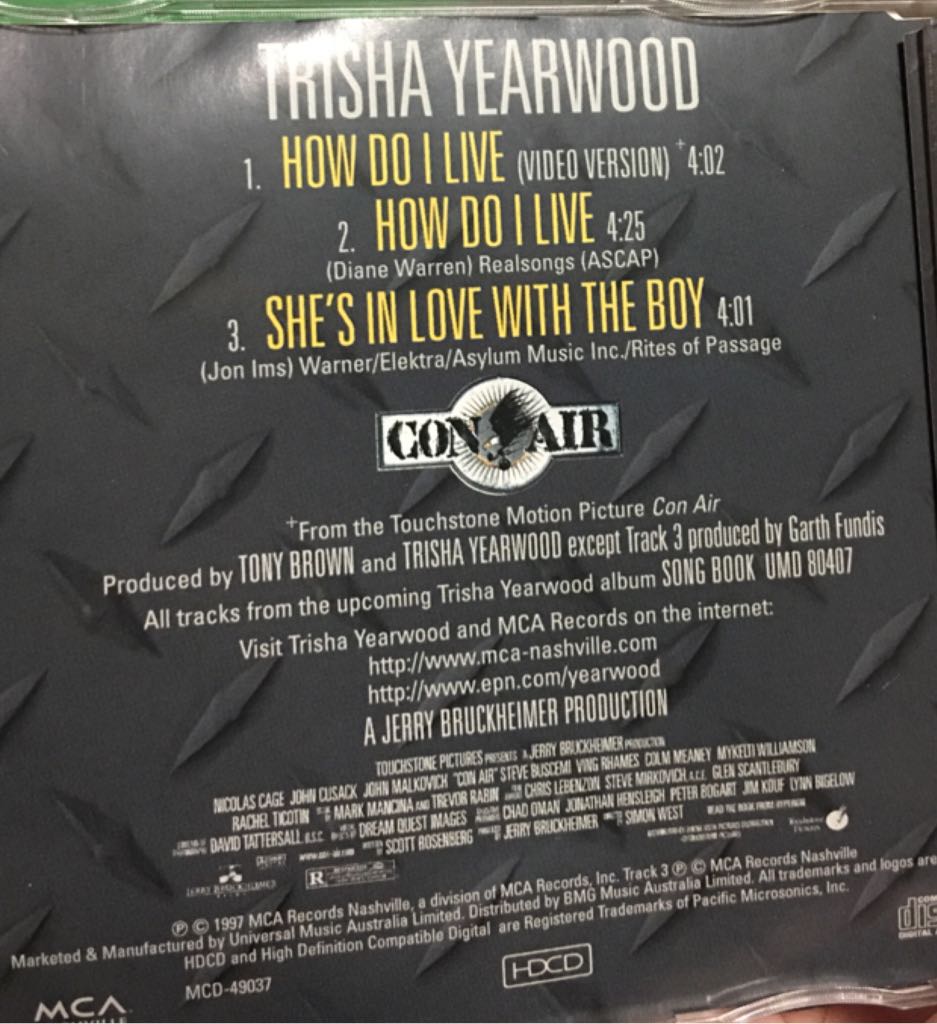 TRISHA YEARWOOD
1. HOW DO I LIVE (VIDEO VERSION) +4:02
2. HOW DO I LIVE 4:25
(Diane Warren) Realsongs (ASCAP)
3. SHE'S IN LOVE WITH THE BOY 4:01
(Jon Ims) Warner/Elektra/Asylum Music Inc./Rites of Passage
CON AIR
+From the Touchstone Motion Picture Con Air
Produced by TONY BROWN and TRISHA YEARWOOD except Track 3 produced by Garth Fundis
All tracks from the upcoming Trisha Yearwood album SONG BOOK UMD 80407
Visit Trisha Yearwood and MCA Records on the internet:
http://www.mca-nashville.com
http://www.epn.com/yearwood
A JERRY BRUCKHEIMER PRODUCTION
TOUCHSTONE PICTURES PRESENTS A JERRY BRUCKHEIMER PRODUCTION
NICOLAS CAGE JOHN CUSACK JOHN MALKOVICH "CON AIR" STEVE BUSCEMI VING RHAMES COLM MEANEY MYKELTI WILLIAMSON
RACHEL TICOTIN MARK MANCINA AND TREVOR RABIN CHRIS LEBENZON STEVE MIRKOVICH A.C.E. GLEN SCANTLEBURY
DAVID TATTERSALL B.S.C. DREAM QUEST IMAGES CHAD OMAN JONATHAN HENSLEIGH PETER BOGART JIM KOUF LYNN BIGELOW
SCOTT ROSENBERG JERRY BRUCKHEIMER SIMON WEST
JERRY BRUCKHEIMER
R
℗ © 1997 MCA Records Nashville, a division of MCA Records, Inc. Track 3 ℗ © MCA Records Nashville
Marketed & Manufactured by Universal Music Australia Limited. Distributed by BMG Music Australia Limited. All trademarks and logos are
HDCD and High Definition Compatible Digital are Registered Trademarks of Pacific Microsonics, Inc.
HDCD
MCD-49037
MCA